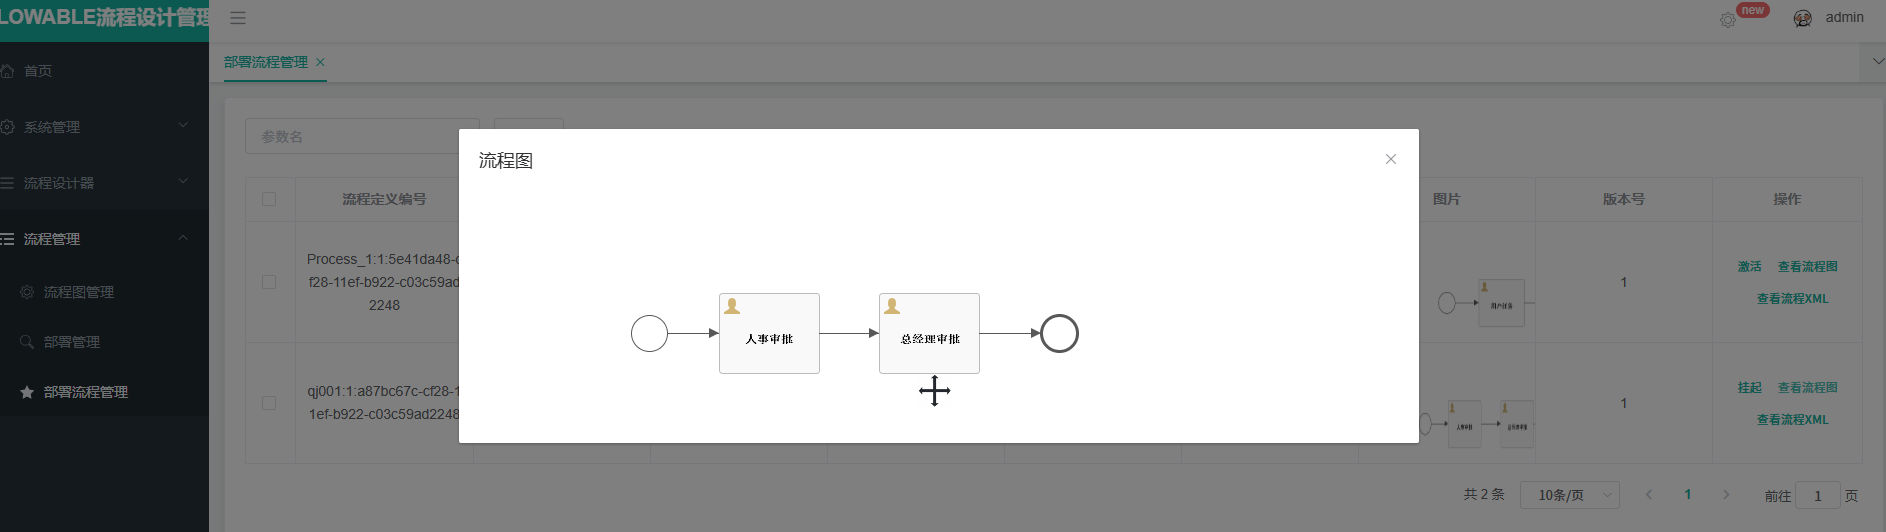 LOWABLE流程设计管理
new
admin
首页
系统管理
流程设计器
流程管理
流程图管理
部署管理
部署流程管理
部署流程管理
参数名
流程定义编号
图片
版本号
操作
Process_1:1:5e41da48-c
f28-11ef-b922-c03c59ad
2248
用户任务
1
激活 查看流程图
查看流程XML
qj001:1:a87bc67c-cf28-1
1ef-b922-c03c59ad2248
人事审批
总经理审批
1
挂起 查看流程图
查看流程XML
流程图
人事审批
总经理审批
共 2 条
10条/页
1
前往 1 页